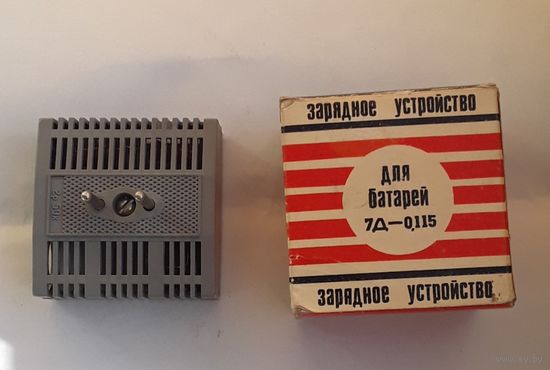 зарядное устройство
для
батарей
7Д—0,115
зарядное устройство